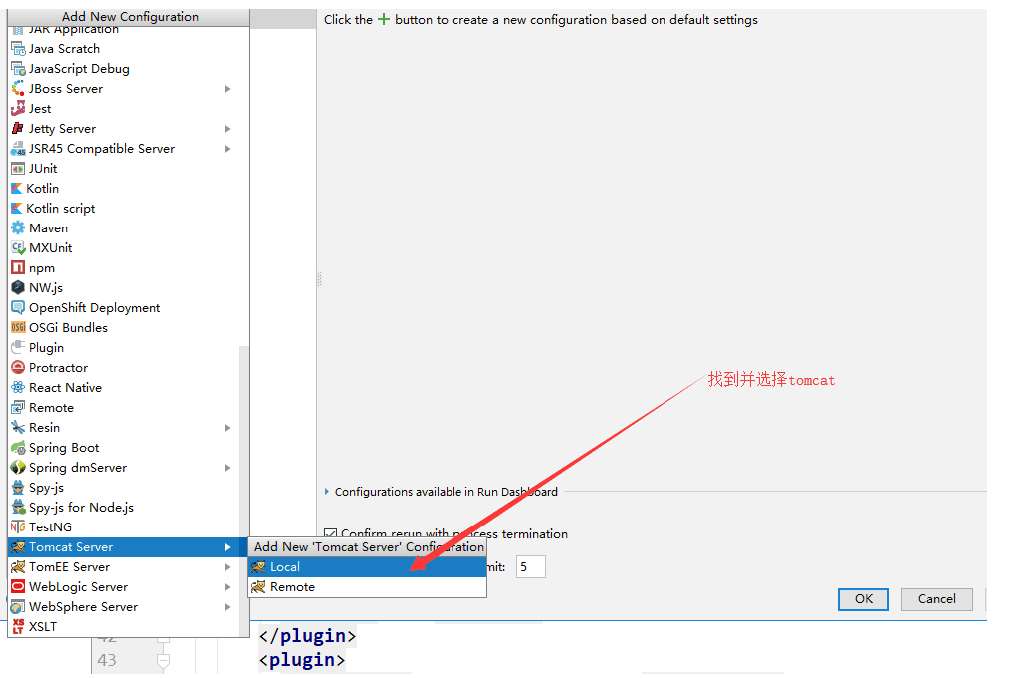 Add New Configuration
Click the + button to create a new configuration based on default settings
JAR Application
Java Scratch
JavaScript Debug
JBoss Server
Jest
Jetty Server
JSR45 Compatible Server
JUnit
Kotlin
Kotlin script
Maven
MXUnit
npm
NW.js
OpenShift Deployment
OSGi Bundles
Plugin
Protractor
React Native
Remote
Resin
Spring Boot
Spring dmServer
Spy-js
Spy-js for Node.js
TestNG
Tomcat Server
TomEE Server
WebLogic Server
WebSphere Server
XSLT
找到并选择tomcat
Configurations available in Run Dashboard
Confirm rerun with process termination
Add New 'Tomcat Server' Configuration
Local
Remote
mit: 5
OK Cancel
42 </plugin>
43 <plugin>